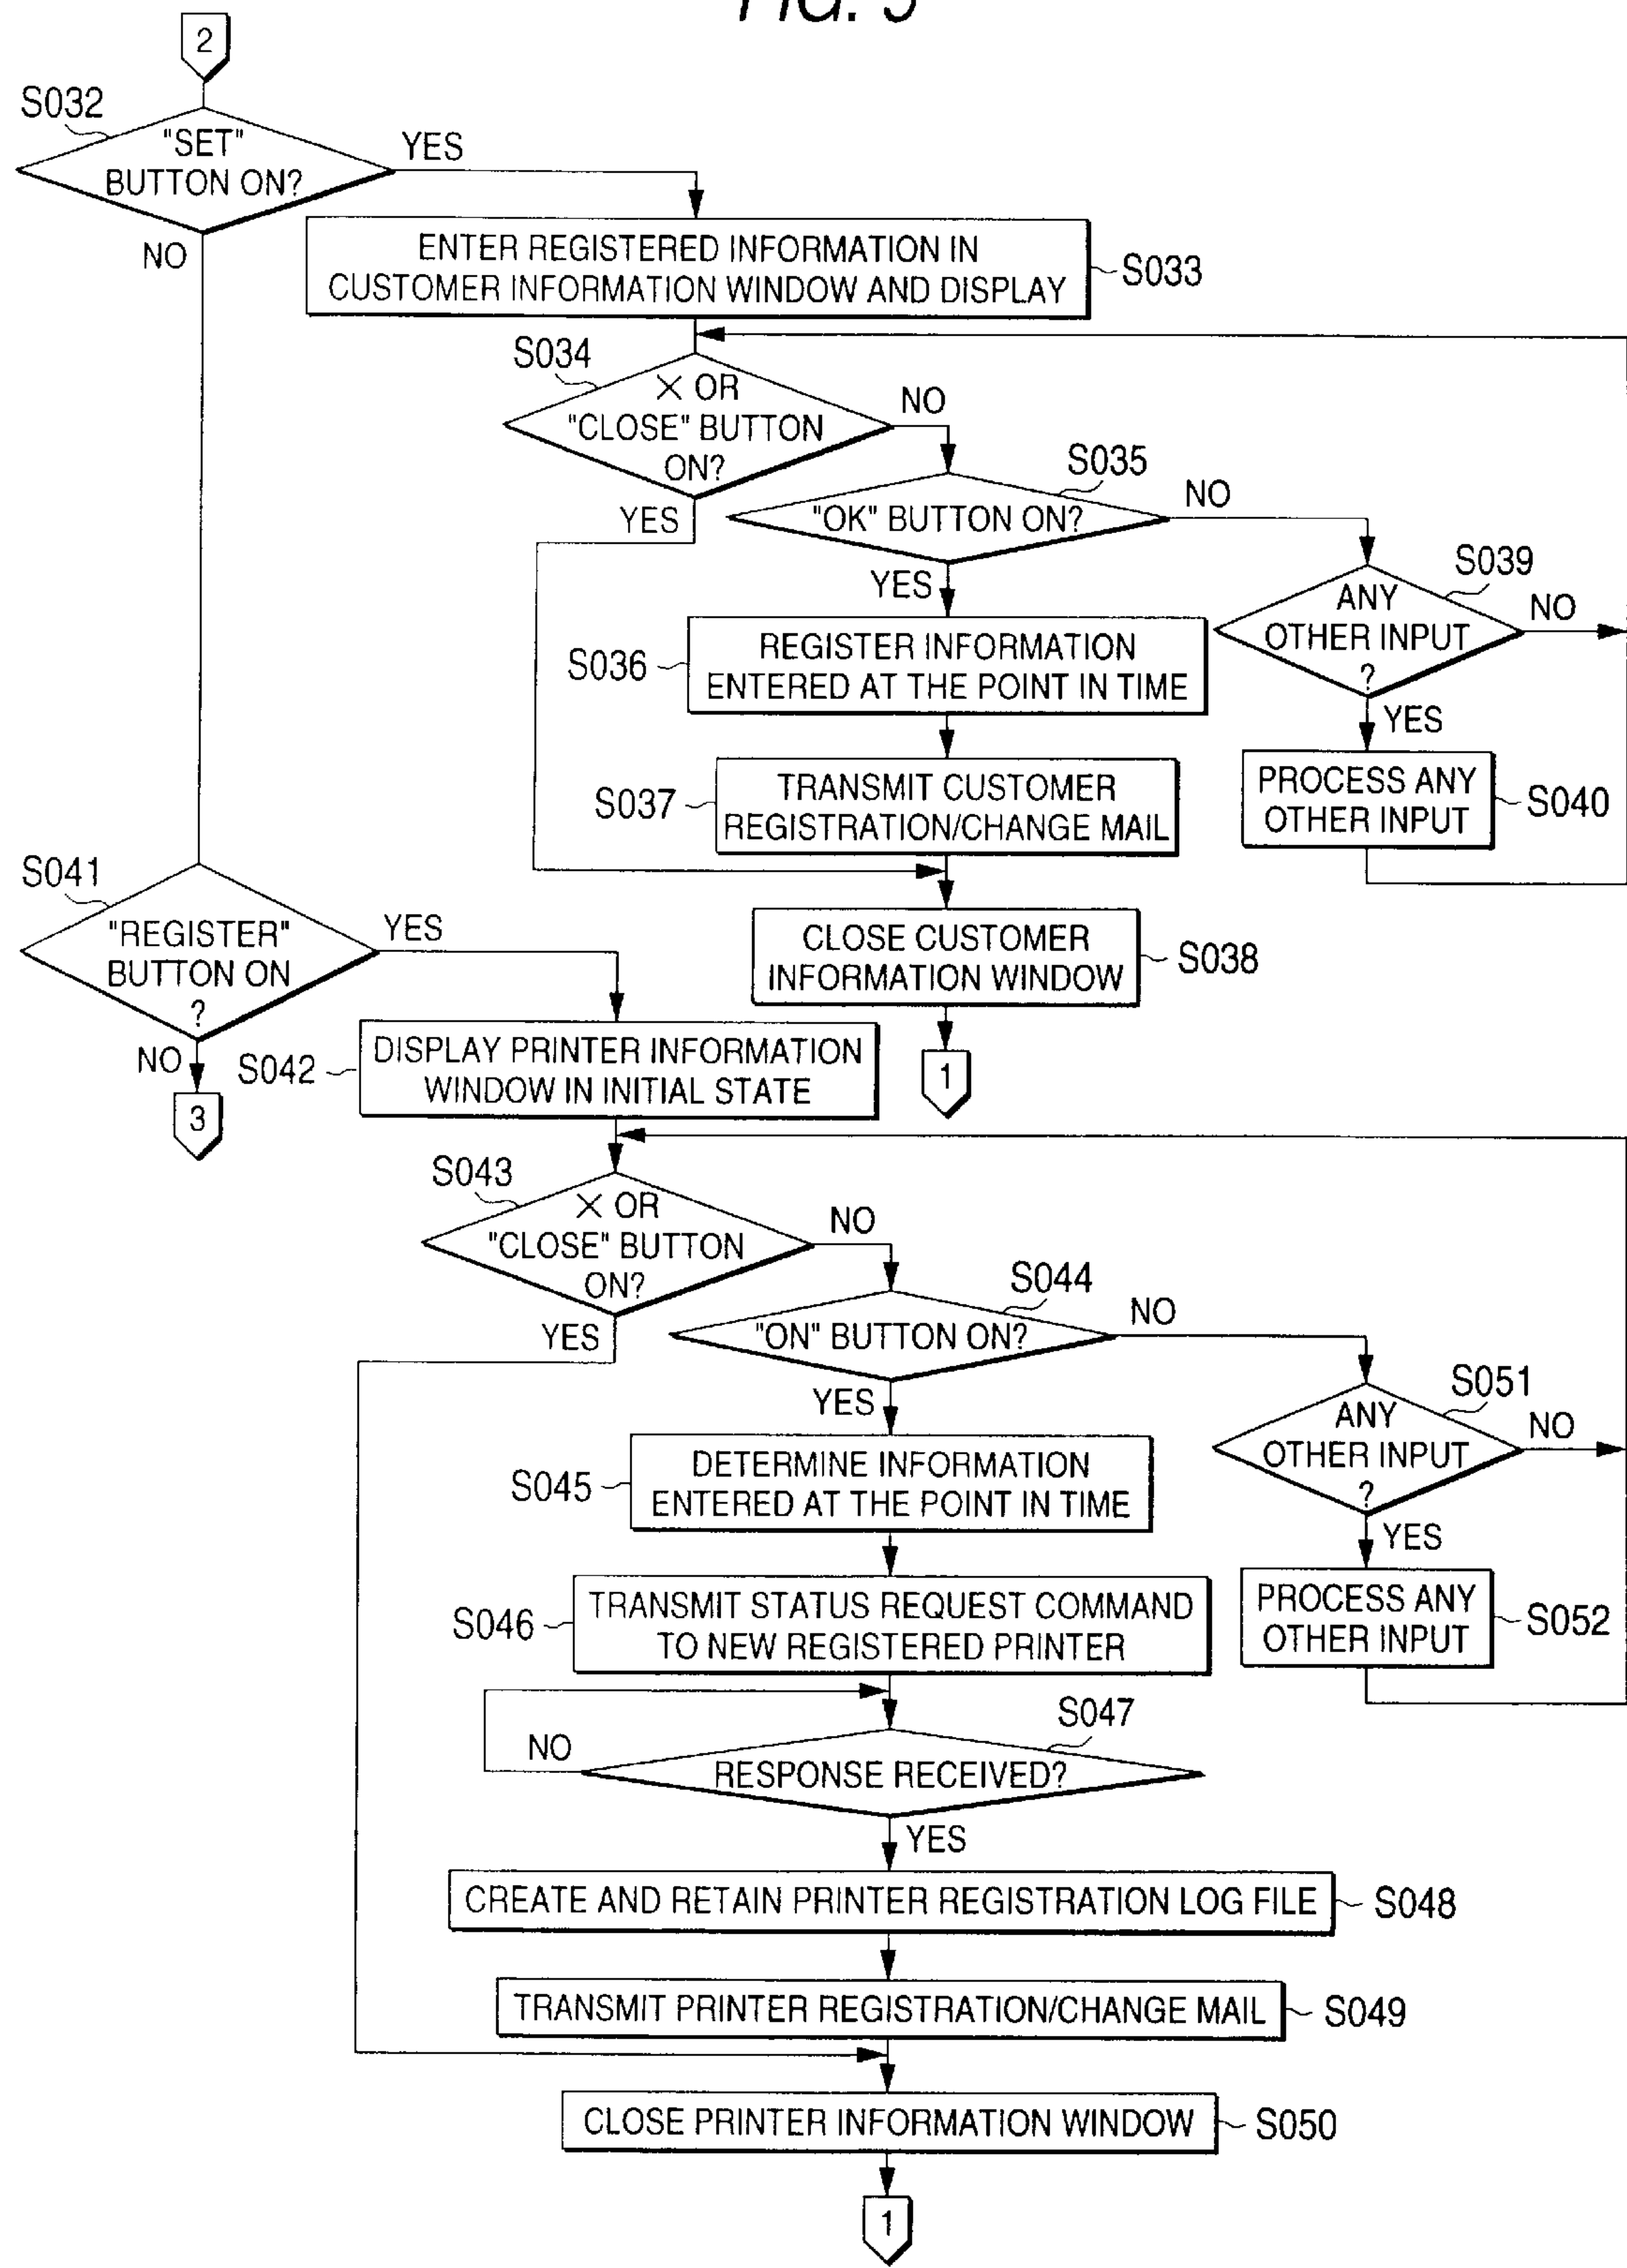 2
S032
"SET"
BUTTON ON?
YES
NO
ENTER REGISTERED INFORMATION IN
CUSTOMER INFORMATION WINDOW AND DISPLAY
S033
S034
X OR
"CLOSE" BUTTON
ON?
NO
YES
S035
"OK" BUTTON ON?
NO
YES
S039
ANY
OTHER INPUT
?
NO
YES
S036
REGISTER INFORMATION
ENTERED AT THE POINT IN TIME
PROCESS ANY
OTHER INPUT
S040
S037
TRANSMIT CUSTOMER
REGISTRATION/CHANGE MAIL
CLOSE CUSTOMER
INFORMATION WINDOW
S038
1
S041
"REGISTER"
BUTTON ON
?
YES
NO
3
S042
DISPLAY PRINTER INFORMATION
WINDOW IN INITIAL STATE
S043
X OR
"CLOSE" BUTTON
ON?
NO
YES
S044
"ON" BUTTON ON?
NO
YES
S051
ANY
OTHER INPUT
?
NO
YES
S045
DETERMINE INFORMATION
ENTERED AT THE POINT IN TIME
PROCESS ANY
OTHER INPUT
S052
S046
TRANSMIT STATUS REQUEST COMMAND
TO NEW REGISTERED PRINTER
S047
NO
RESPONSE RECEIVED?
YES
CREATE AND RETAIN PRINTER REGISTRATION LOG FILE
S048
TRANSMIT PRINTER REGISTRATION/CHANGE MAIL
S049
CLOSE PRINTER INFORMATION WINDOW
S050
1